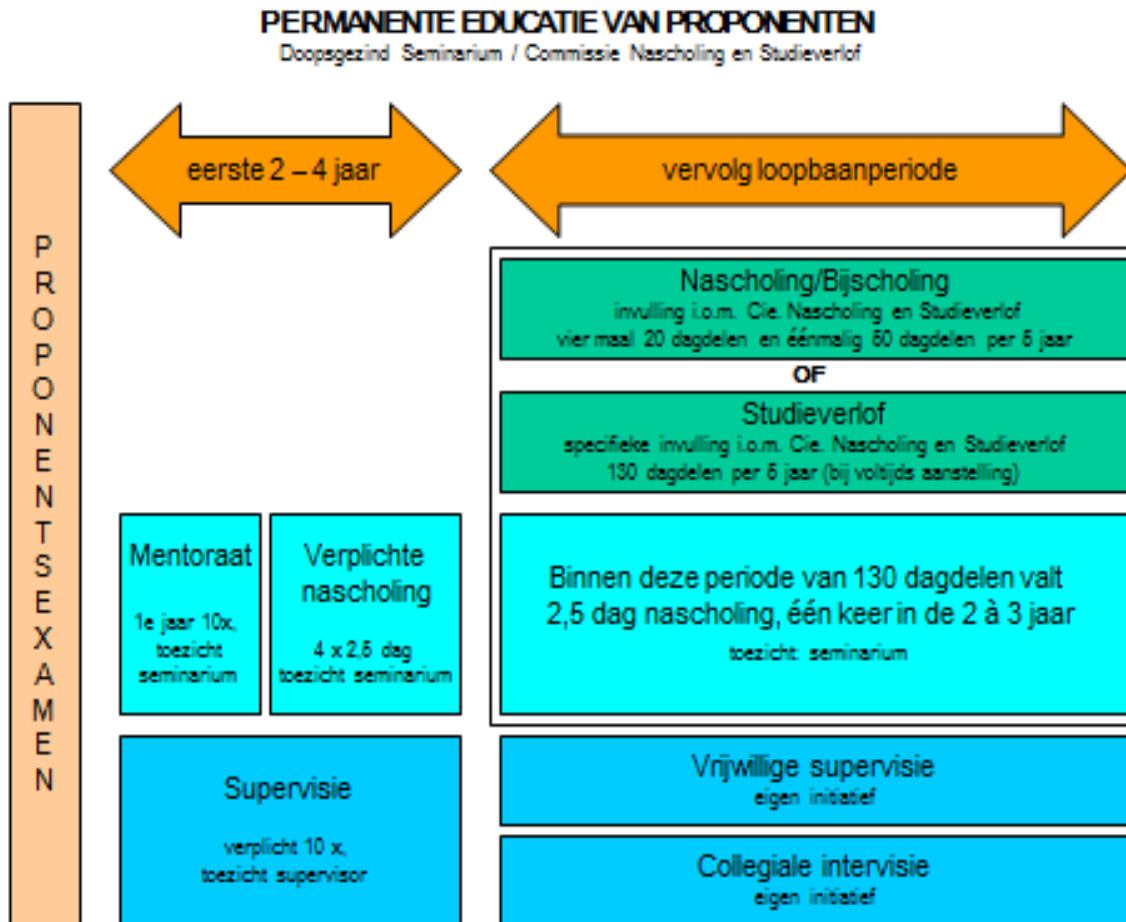 PERMANENTE EDUCATIE VAN PROPONENTEN
Doopsgezind Seminarium / Commissie Nascholing en Studieverlof
PROPONENTSEXAMEN
eerste 2 – 4 jaar
vervolg loopbaanperiode
Nascholing/Bijscholing
invulling i.o.m. Cie. Nascholing en Studieverlof
vier maal 20 dagdelen en éénmalig 50 dagdelen per 5 jaar
OF
Studieverlof
specifieke invulling i.o.m. Cie. Nascholing en Studieverlof
130 dagdelen per 5 jaar (bij voltijds aanstelling)
Mentoraat
1e jaar 10x,
toezicht
seminarium
Verplichte
nascholing
4 x 2,5 dag
toezicht seminarium
Binnen deze periode van 130 dagdelen valt
2,5 dag nascholing, één keer in de 2 à 3 jaar
toezicht: seminarium
Supervisie
verplicht 10 x,
toezicht supervisor
Vrijwillige supervisie
eigen initiatief
Collegiale intervisie
eigen initiatief